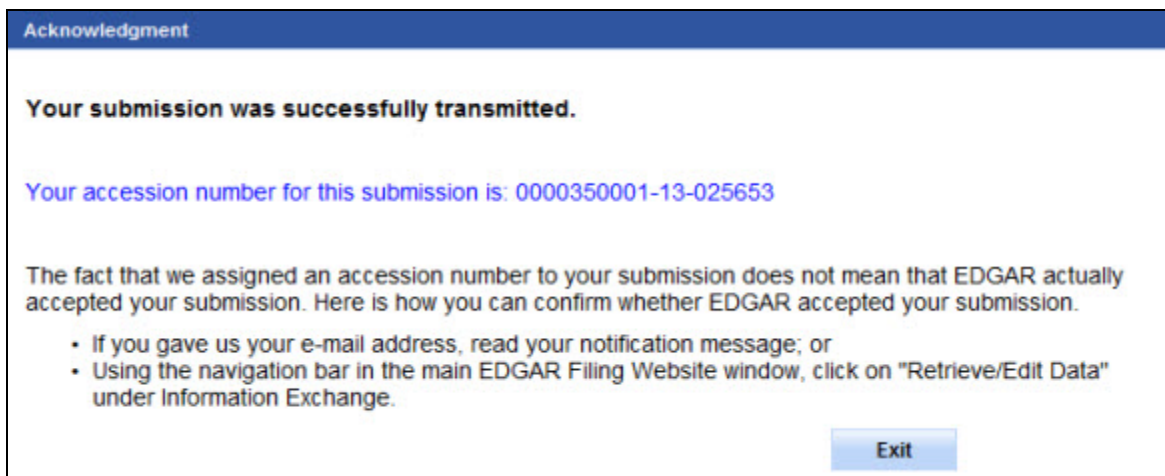 Acknowledgment
Your submission was successfully transmitted.
Your accession number for this submission is: 0000350001-13-025653
The fact that we assigned an accession number to your submission does not mean that EDGAR actually
accepted your submission. Here is how you can confirm whether EDGAR accepted your submission.
• If you gave us your e-mail address, read your notification message; or
• Using the navigation bar in the main EDGAR Filing Website window, click on "Retrieve/Edit Data"
under Information Exchange.
Exit